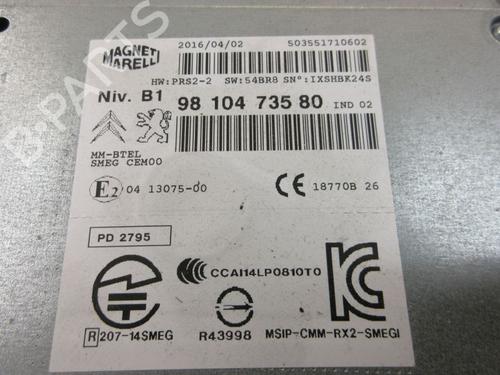 MAGNETI MARELLI
2016/04/02 503551710602
HW:PRS2-2 SW:54BR8 SN°:IXSHBK24S
Niv. B1 98 104 735 80 IND 02
MM-BTEL
SMEG CEM00
E2 04 13075-00 CE 18770B 26
PD 2795
CCAI14LP0810T0
R 207-14SMEG R43998 MSIP-CMM-RX2-SMEGI